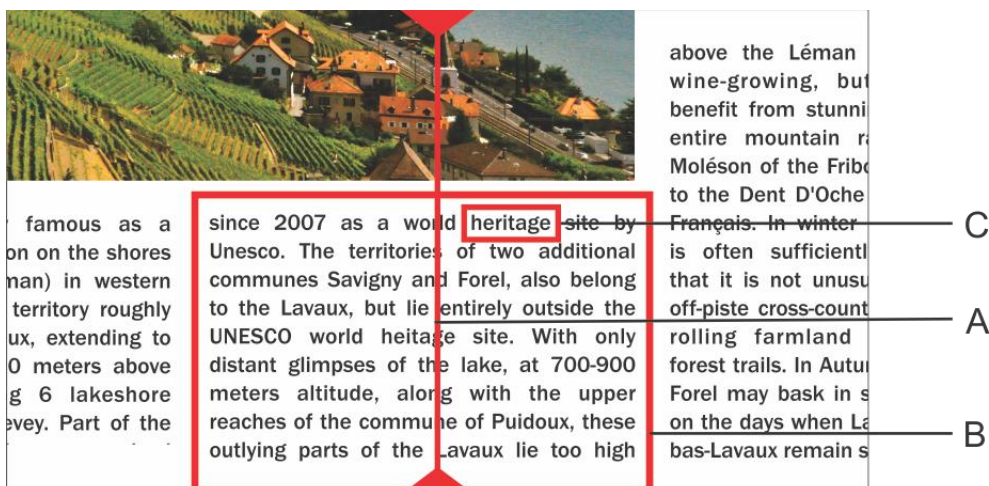 famous as a
on on the shores
man) in western
territory roughly
ux, extending to
0 meters above
g 6 lakeshore
evey. Part of the
since 2007 as a world heritage site by
Unesco. The territories of two additional
communes Savigny and Forel, also belong
to the Lavaux, but lie entirely outside the
UNESCO world heritage site. With only
distant glimpses of the lake, at 700-900
meters altitude, along with the upper
reaches of the commune of Puidoux, these
outlying parts of the Lavaux lie too high
above the Léman
wine-growing, but
benefit from stunni
entire mountain ra
Moléson of the Fribo
to the Dent D'Oche
Français. In winter
is often sufficientl
that it is not unusu
off-piste cross-count
rolling farmland
forest trails. In Autu
Forel may bask in s
on the days when La
bas-Lavaux remain s
C
A
B